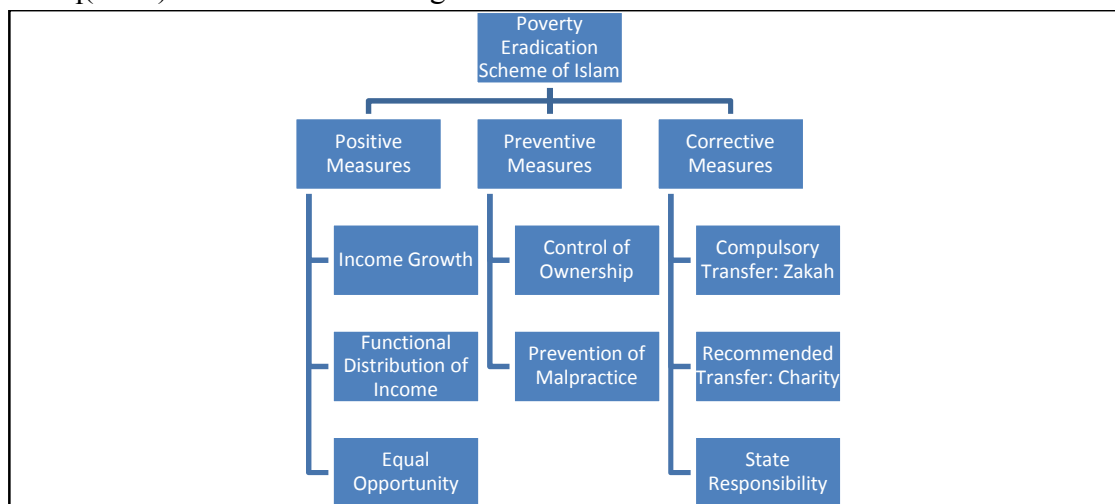 Poverty
Eradication
Scheme of Islam
Positive
Measures
Preventive
Measures
Corrective
Measures
Income Growth
Control of
Ownership
Compulsory
Transfer: Zakah
Functional
Distribution of
Income
Prevention of
Malpractice
Recommended
Transfer: Charity
Equal
Opportunity
State
Responsibility